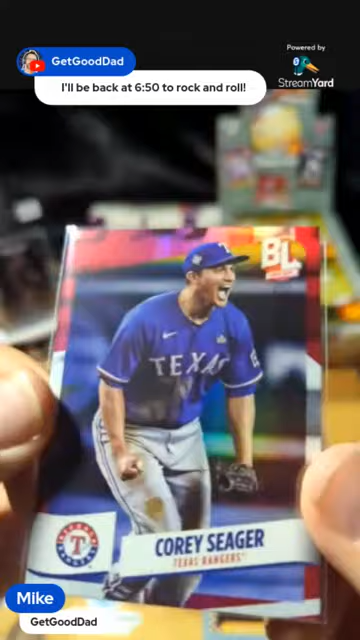 Powered by
StreamYard
GetGoodDad
I'll be back at 6:50 to rock and roll!
BL
TEXAS
T
COREY SEAGER
TEXAS RANGERS
Mike
GetGoodDad